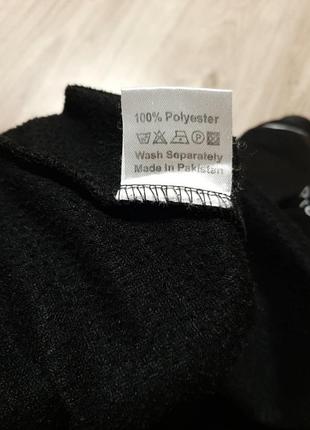 100% Polyester
Wash Separately
Made in Pakistan